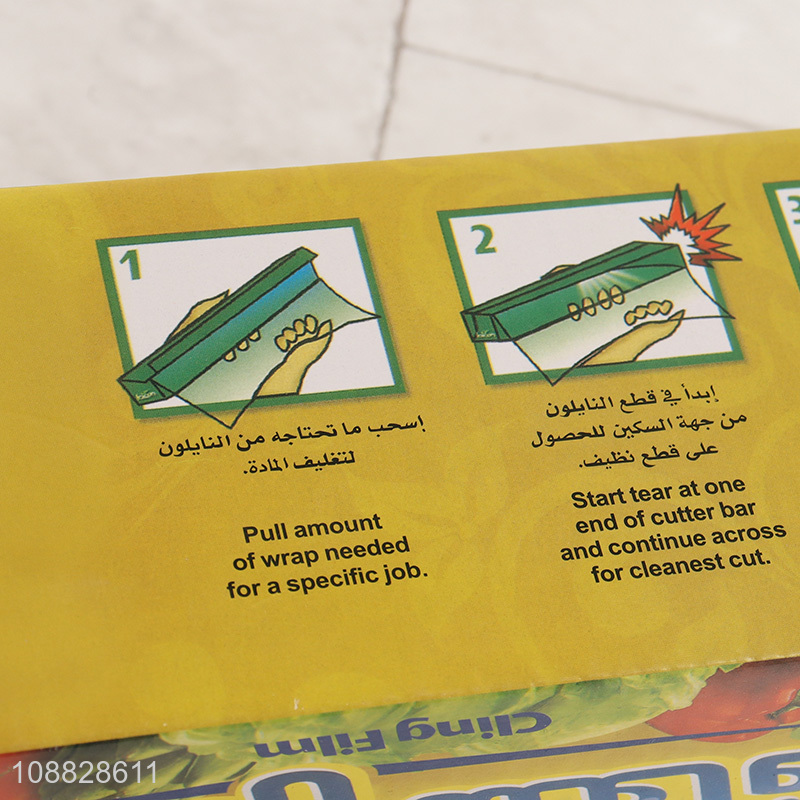 1
إسحب ما تحتاجه من النايلون
لتغليف المادة.
Pull amount
of wrap needed
for a specific job.
2
إبدأ في قطع النايلون
من جهة السكين للحصول
على قطع نظيف.
Start tear at one
end of cutter bar
and continue across
for cleanest cut.
3
Cling Film
108828611